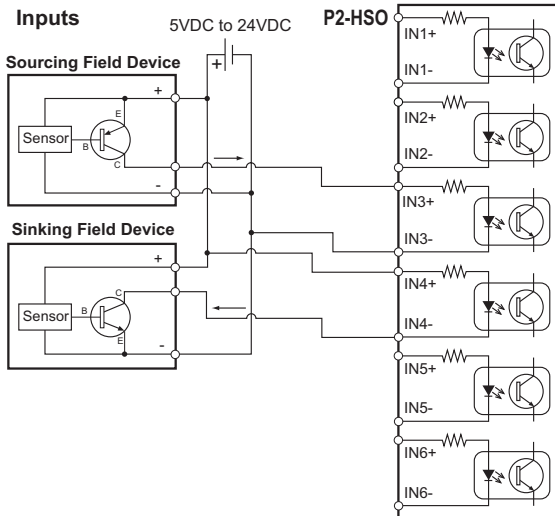 Inputs
5VDC to 24VDC
P2-HSO
+
Sourcing Field Device
+
E
Sensor
B
C
-
Sinking Field Device
+
C
Sensor
B
E
-
IN1+
IN1-
IN2+
IN2-
IN3+
IN3-
IN4+
IN4-
IN5+
IN5-
IN6+
IN6-